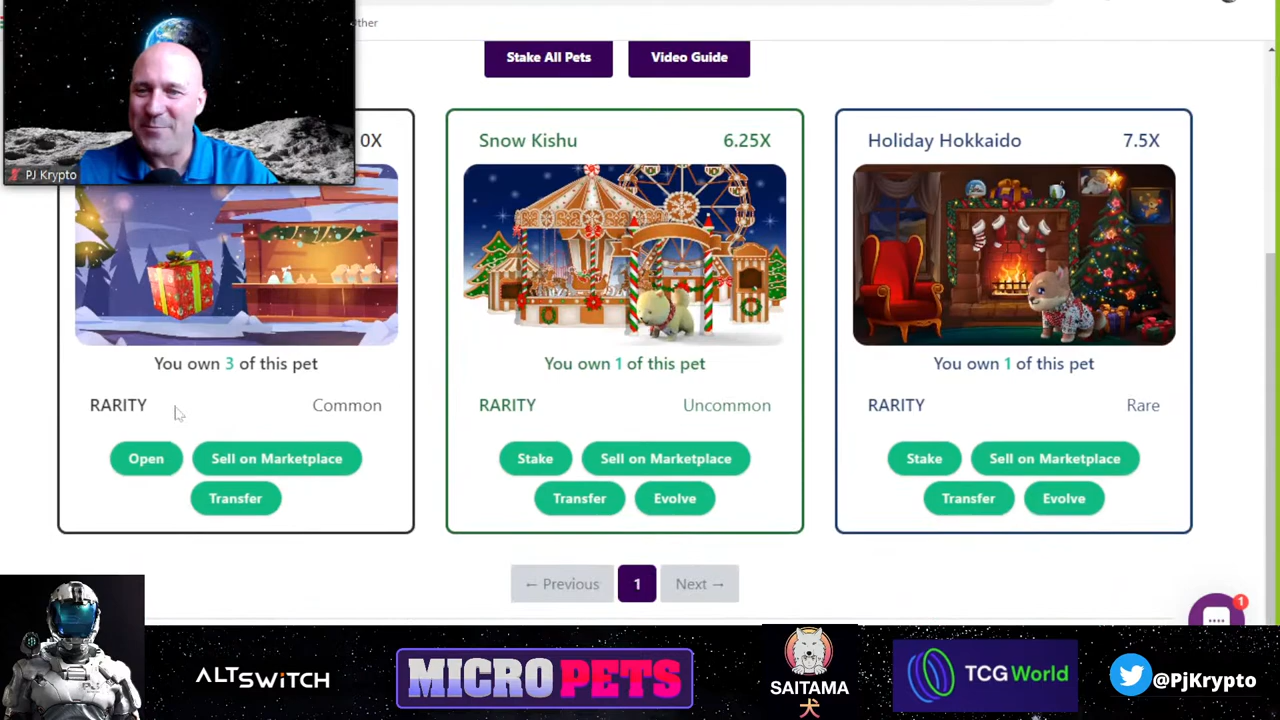 ther
Stake All Pets
Video Guide
PJ Krypto
0X
Snow Kishu
6.25X
Holiday Hokkaido
7.5X
You own 3 of this pet
You own 1 of this pet
You own 1 of this pet
RARITY
Common
RARITY
Uncommon
RARITY
Rare
Open
Sell on Marketplace
Transfer
Stake
Sell on Marketplace
Transfer
Evolve
Stake
Sell on Marketplace
Transfer
Evolve
← Previous
1
Next →
1
ALTSWITCH
MICRO PETS
SAITAMA
犬
TCG World
@PjKrypto